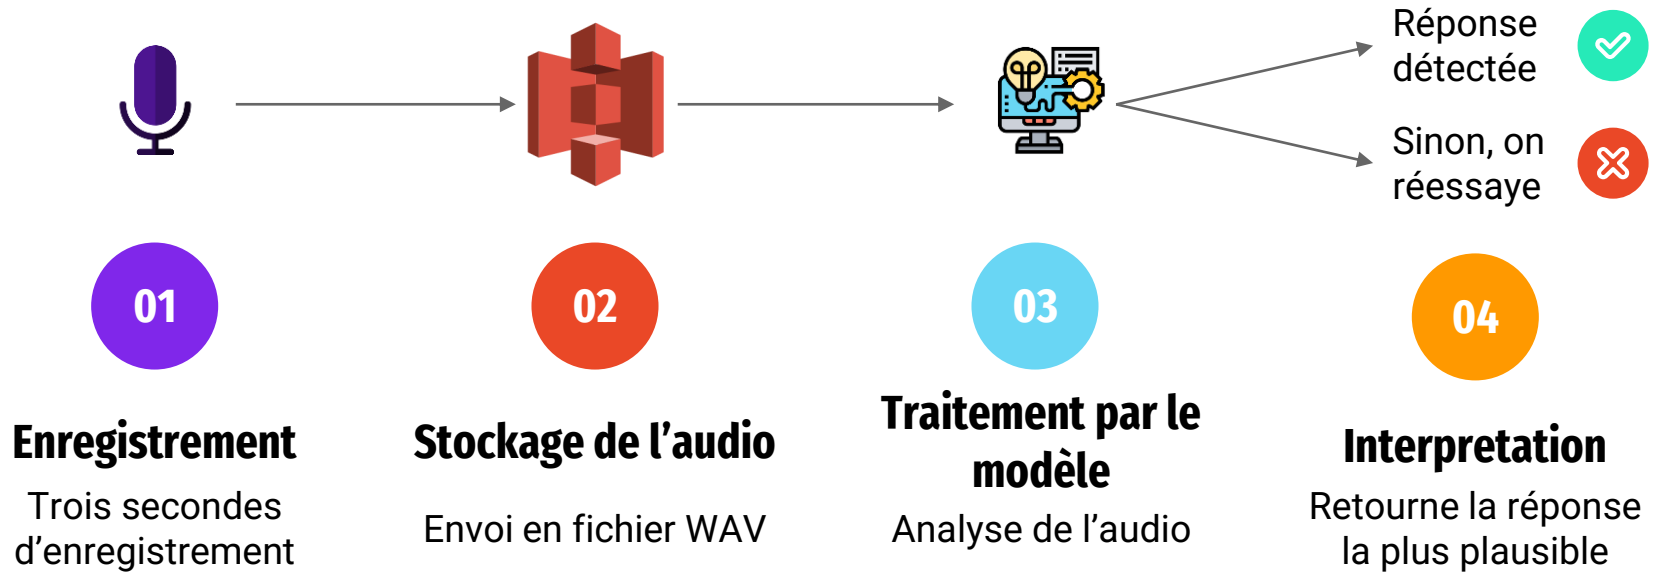 Réponse
détectée
Sinon, on
réessaye
01
Enregistrement
Trois secondes
d’enregistrement
02
Stockage de l’audio
Envoi en fichier WAV
03
Traitement par le
modèle
Analyse de l’audio
04
Interpretation
Retourne la réponse
la plus plausible